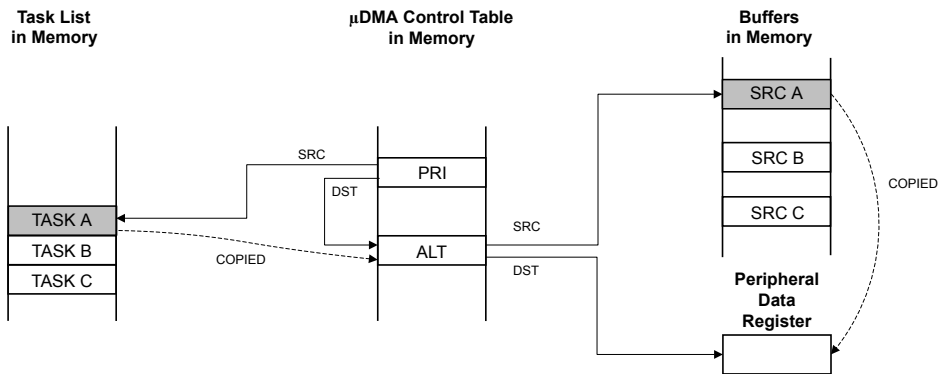 Task List
in Memory
µDMA Control Table
in Memory
Buffers
in Memory
SRC A
SRC
PRI
SRC B
DST
COPIED
TASK A
SRC C
SRC
TASK B
ALT
COPIED
DST
TASK C
Peripheral
Data
Register